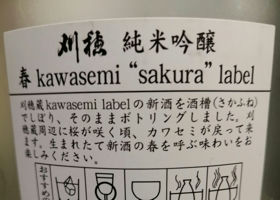 刈穂 純米吟醸
春 kawasemi “sakura” label
刈穂蔵kawasemi labelの新酒を酒槽(さかふね)
でしぼり、そのままボトリングしました。刈穂
蔵周辺に桜が咲く頃、カワセミが戻って来ま
す。生まれたて新酒の春を呼ぶ味わいをお
楽しみください。
おすすめの